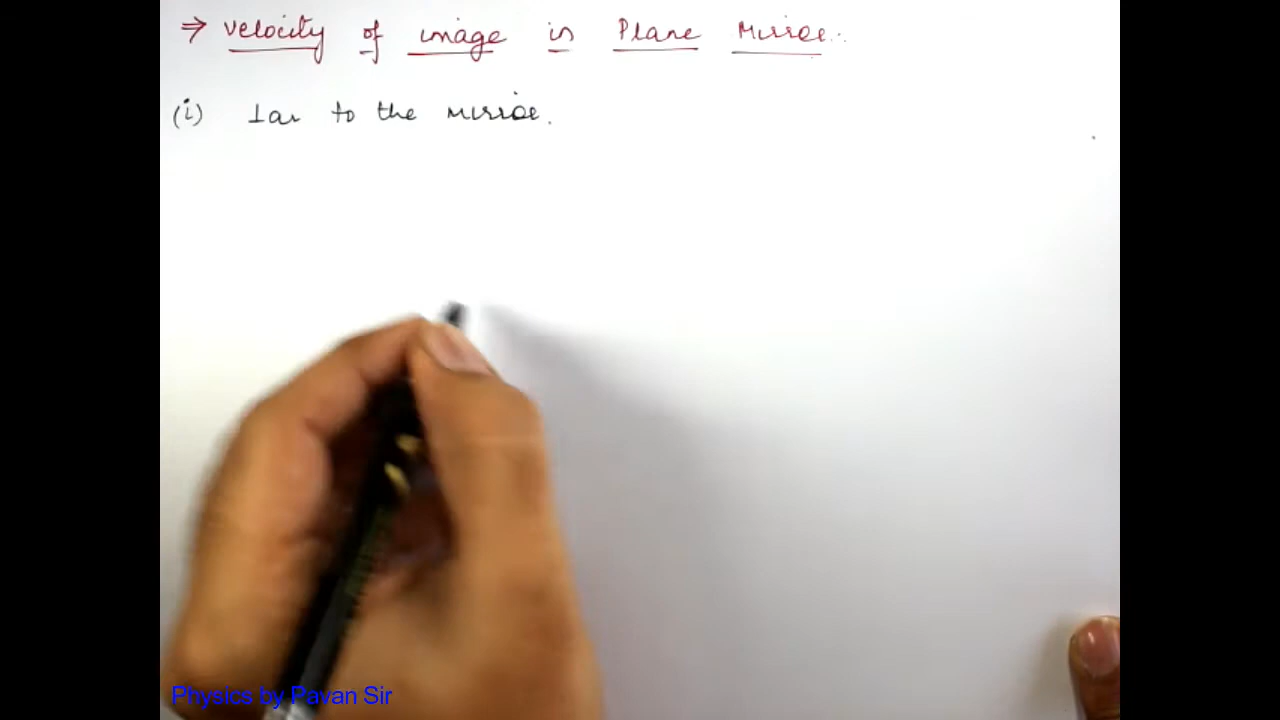 ⇒ Velocity of image in Plane Mirror.
(i) ⊥ar to the mirror.
Physics by Pavan Sir